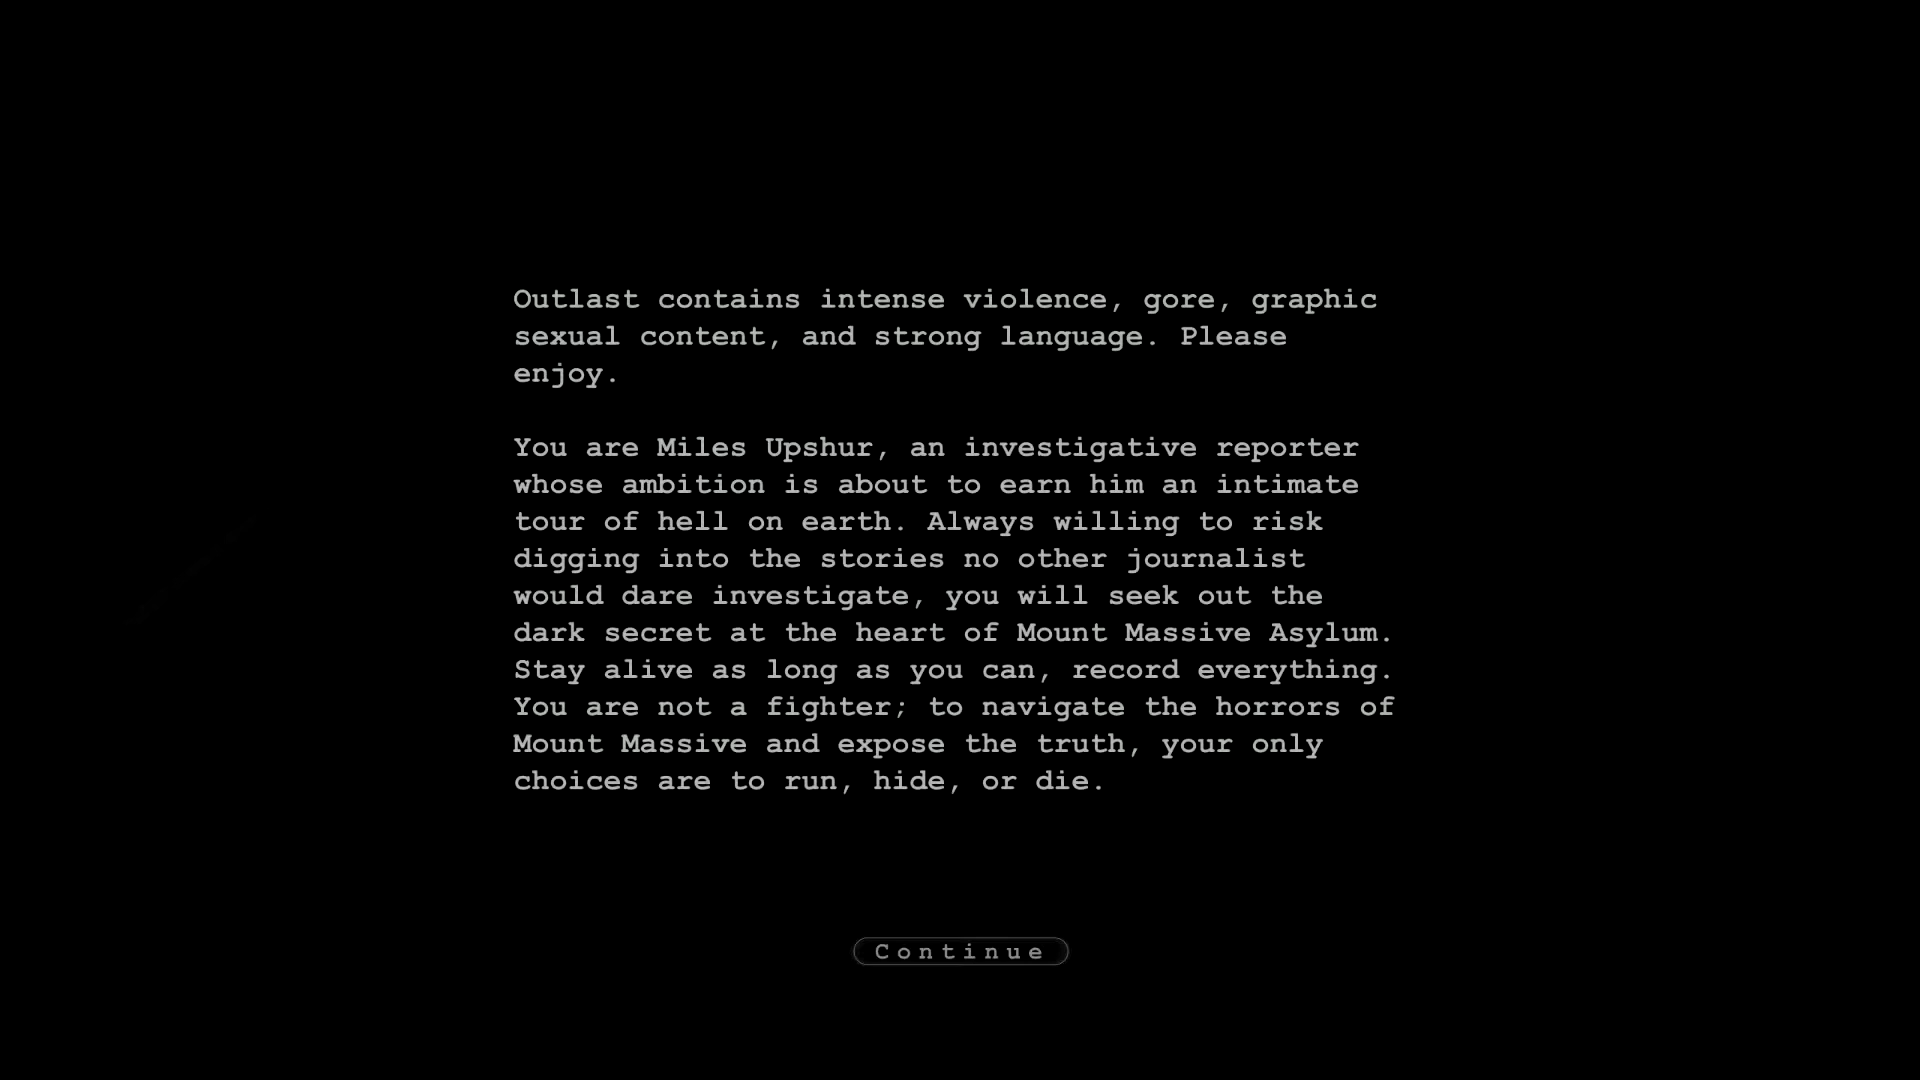 Outlast contains intense violence, gore, graphic
sexual content, and strong language. Please
enjoy.
You are Miles Upshur, an investigative reporter
whose ambition is about to earn him an intimate
tour of hell on earth. Always willing to risk
digging into the stories no other journalist
would dare investigate, you will seek out the
dark secret at the heart of Mount Massive Asylum.
Stay alive as long as you can, record everything.
You are not a fighter; to navigate the horrors of
Mount Massive and expose the truth, your only
choices are to run, hide, or die.
Continue